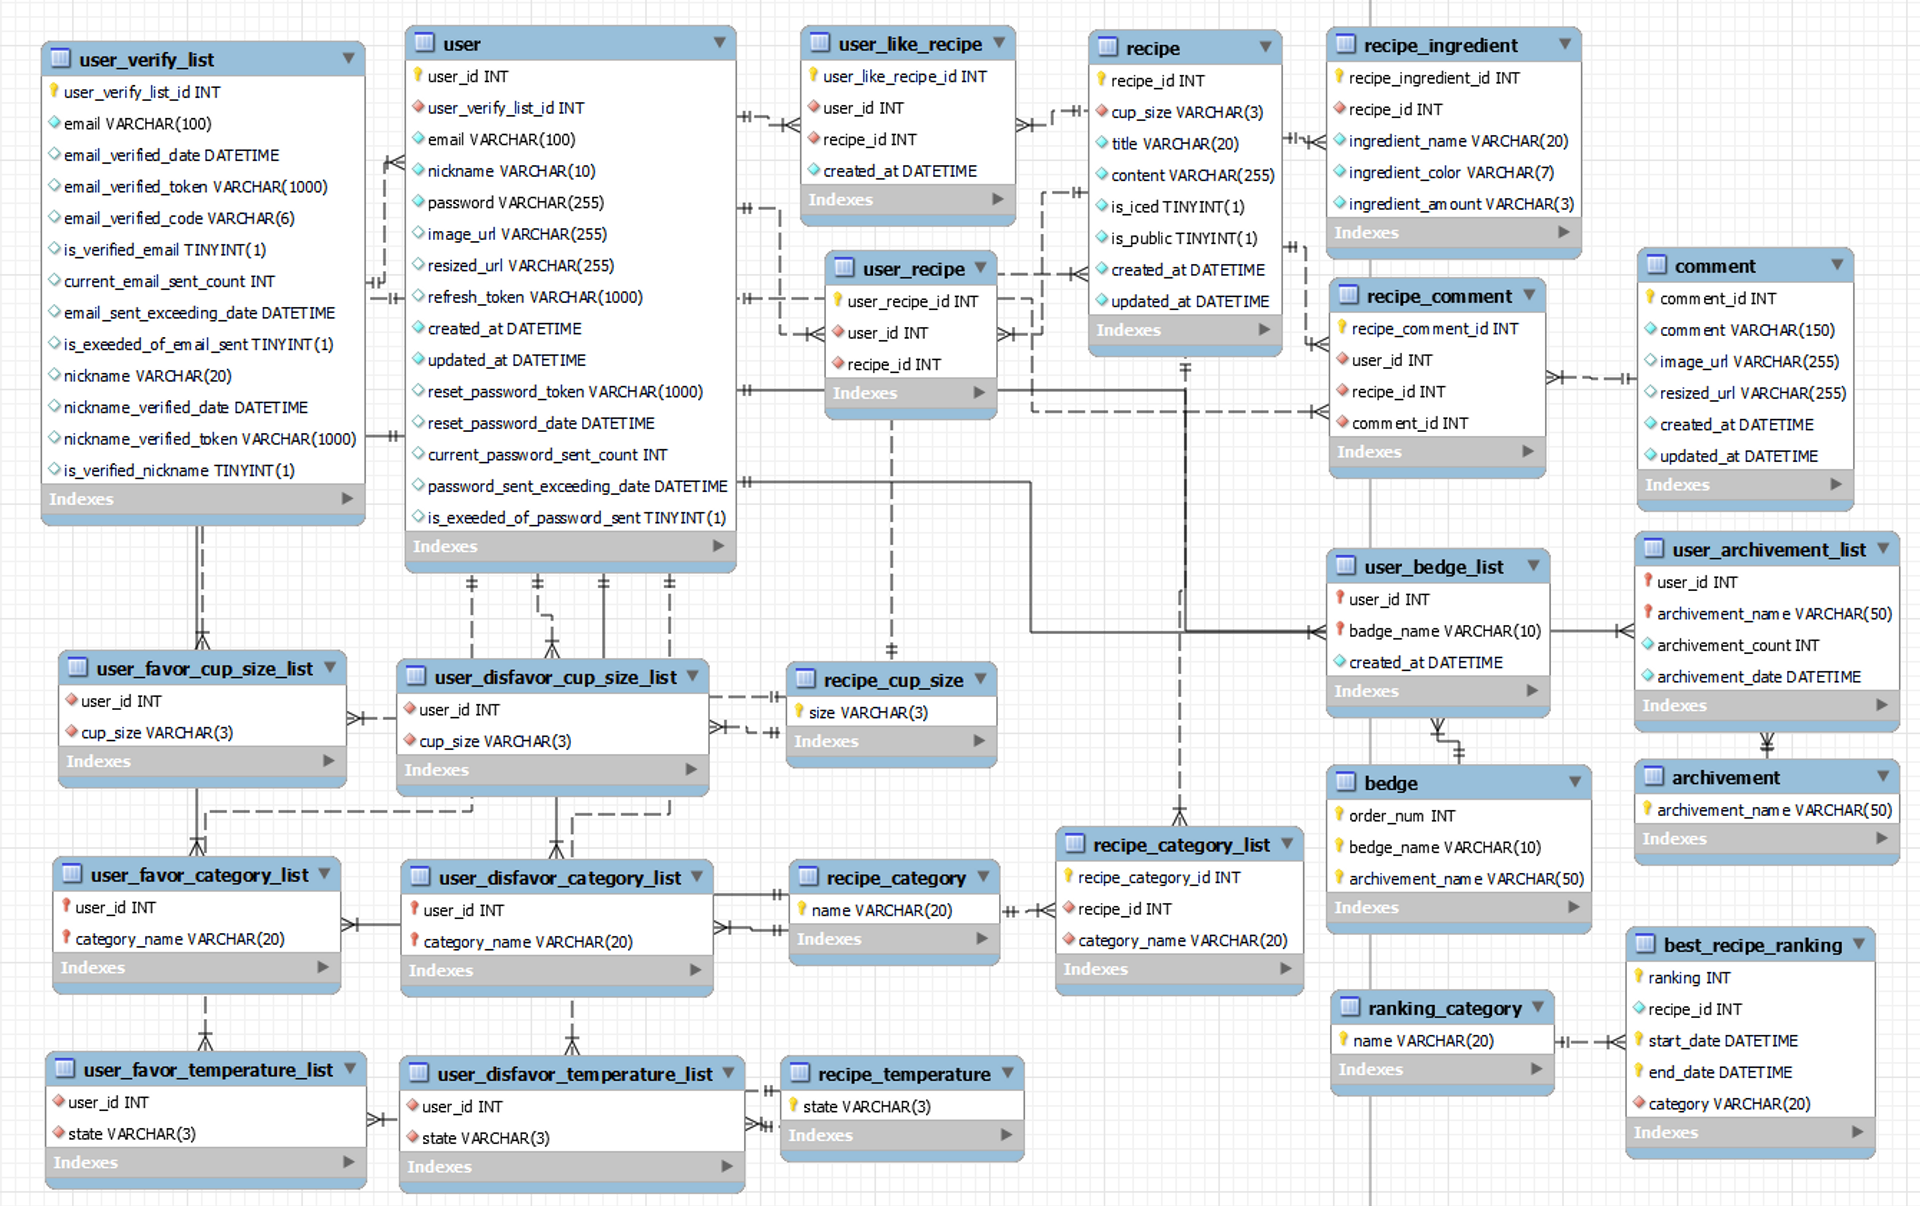 user_verify_list
user_verify_list_id INT
email VARCHAR(100)
email_verified_date DATETIME
email_verified_token VARCHAR(1000)
email_verified_code VARCHAR(6)
is_verified_email TINYINT(1)
current_email_sent_count INT
email_sent_exceeding_date DATETIME
is_exeeded_of_email_sent TINYINT(1)
nickname VARCHAR(20)
nickname_verified_date DATETIME
nickname_verified_token VARCHAR(1000)
is_verified_nickname TINYINT(1)
Indexes
user
user_id INT
user_verify_list_id INT
email VARCHAR(100)
nickname VARCHAR(10)
password VARCHAR(255)
image_url VARCHAR(255)
resized_url VARCHAR(255)
refresh_token VARCHAR(1000)
created_at DATETIME
updated_at DATETIME
reset_password_token VARCHAR(1000)
reset_password_date DATETIME
current_password_sent_count INT
password_sent_exceeding_date DATETIME
is_exeeded_of_password_sent TINYINT(1)
Indexes
user_like_recipe
user_like_recipe_id INT
user_id INT
recipe_id INT
created_at DATETIME
Indexes
user_recipe
user_recipe_id INT
user_id INT
recipe_id INT
Indexes
recipe
recipe_id INT
cup_size VARCHAR(3)
title VARCHAR(20)
content VARCHAR(255)
is_iced TINYINT(1)
is_public TINYINT(1)
created_at DATETIME
updated_at DATETIME
Indexes
recipe_ingredient
recipe_ingredient_id INT
recipe_id INT
ingredient_name VARCHAR(20)
ingredient_color VARCHAR(7)
ingredient_amount VARCHAR(3)
Indexes
recipe_comment
recipe_comment_id INT
user_id INT
recipe_id INT
comment_id INT
Indexes
comment
comment_id INT
comment VARCHAR(150)
image_url VARCHAR(255)
resized_url VARCHAR(255)
created_at DATETIME
updated_at DATETIME
Indexes
user_bedge_list
user_id INT
badge_name VARCHAR(10)
created_at DATETIME
Indexes
user_archivement_list
user_id INT
archivement_name VARCHAR(50)
archivement_count INT
archivement_date DATETIME
Indexes
user_favor_cup_size_list
user_id INT
cup_size VARCHAR(3)
Indexes
user_disfavor_cup_size_list
user_id INT
cup_size VARCHAR(3)
Indexes
recipe_cup_size
size VARCHAR(3)
Indexes
bedge
order_num INT
bedge_name VARCHAR(10)
archivement_name VARCHAR(50)
Indexes
archivement
archivement_name VARCHAR(50)
Indexes
user_favor_category_list
user_id INT
category_name VARCHAR(20)
Indexes
user_disfavor_category_list
user_id INT
category_name VARCHAR(20)
Indexes
recipe_category
name VARCHAR(20)
Indexes
recipe_category_list
recipe_category_id INT
recipe_id INT
category_name VARCHAR(20)
Indexes
ranking_category
name VARCHAR(20)
Indexes
best_recipe_ranking
ranking INT
recipe_id INT
start_date DATETIME
end_date DATETIME
category VARCHAR(20)
Indexes
user_favor_temperature_list
user_id INT
state VARCHAR(3)
Indexes
user_disfavor_temperature_list
user_id INT
state VARCHAR(3)
Indexes
recipe_temperature
state VARCHAR(3)
Indexes